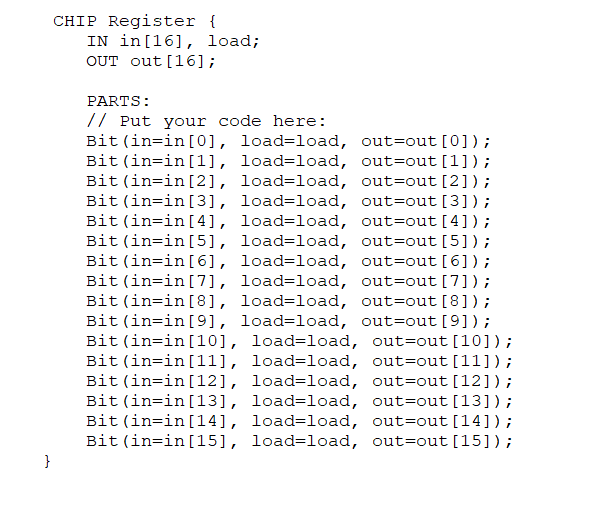 CHIP Register {
IN in[16], load;
OUT out[16];
PARTS:
// Put your code here:
Bit(in=in[0], load=load, out=out[0]);
Bit(in=in[1], load=load, out=out[1]);
Bit(in=in[2], load=load, out=out[2]);
Bit(in=in[3], load=load, out=out[3]);
Bit(in=in[4], load=load, out=out[4]);
Bit(in=in[5], load=load, out=out[5]);
Bit(in=in[6], load=load, out=out[6]);
Bit(in=in[7], load=load, out=out[7]);
Bit(in=in[8], load=load, out=out[8]);
Bit(in=in[9], load=load, out=out[9]);
Bit(in=in[10], load=load, out=out[10]);
Bit(in=in[11], load=load, out=out[11]);
Bit(in=in[12], load=load, out=out[12]);
Bit(in=in[13], load=load, out=out[13]);
Bit(in=in[14], load=load, out=out[14]);
Bit(in=in[15], load=load, out=out[15]);
}